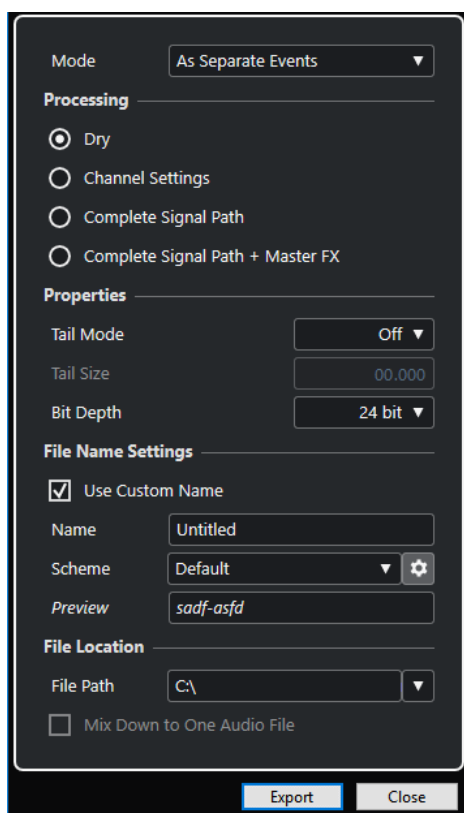 Mode As Separate Events
Processing
Dry
Channel Settings
Complete Signal Path
Complete Signal Path + Master FX
Properties
Tail Mode Off
Tail Size 00.000
Bit Depth 24 bit
File Name Settings
Use Custom Name
Name Untitled
Scheme Default
Preview sadf-asfd
File Location
File Path C:\
Mix Down to One Audio File
Export Close